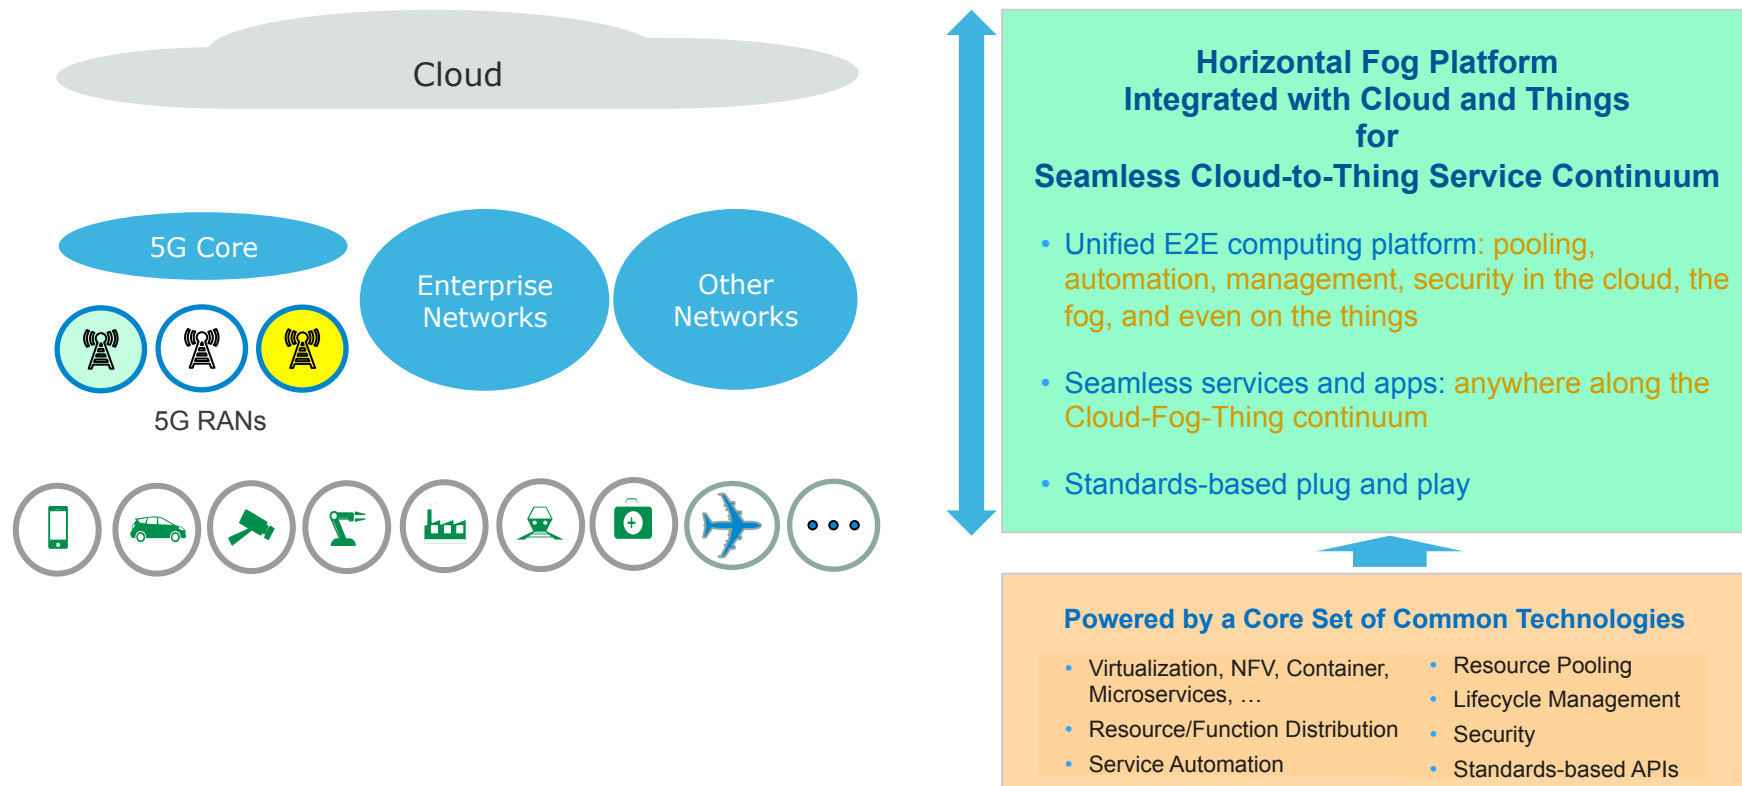 Cloud
5G Core
Enterprise
Networks
Other
Networks
5G RANs
Horizontal Fog Platform
Integrated with Cloud and Things
for
Seamless Cloud-to-Thing Service Continuum
• Unified E2E computing platform: pooling,
automation, management, security in the cloud, the
fog, and even on the things
• Seamless services and apps: anywhere along the
Cloud-Fog-Thing continuum
• Standards-based plug and play
Powered by a Core Set of Common Technologies
• Virtualization, NFV, Container,
Microservices, …
• Resource/Function Distribution
• Service Automation
• Resource Pooling
• Lifecycle Management
• Security
• Standards-based APIs